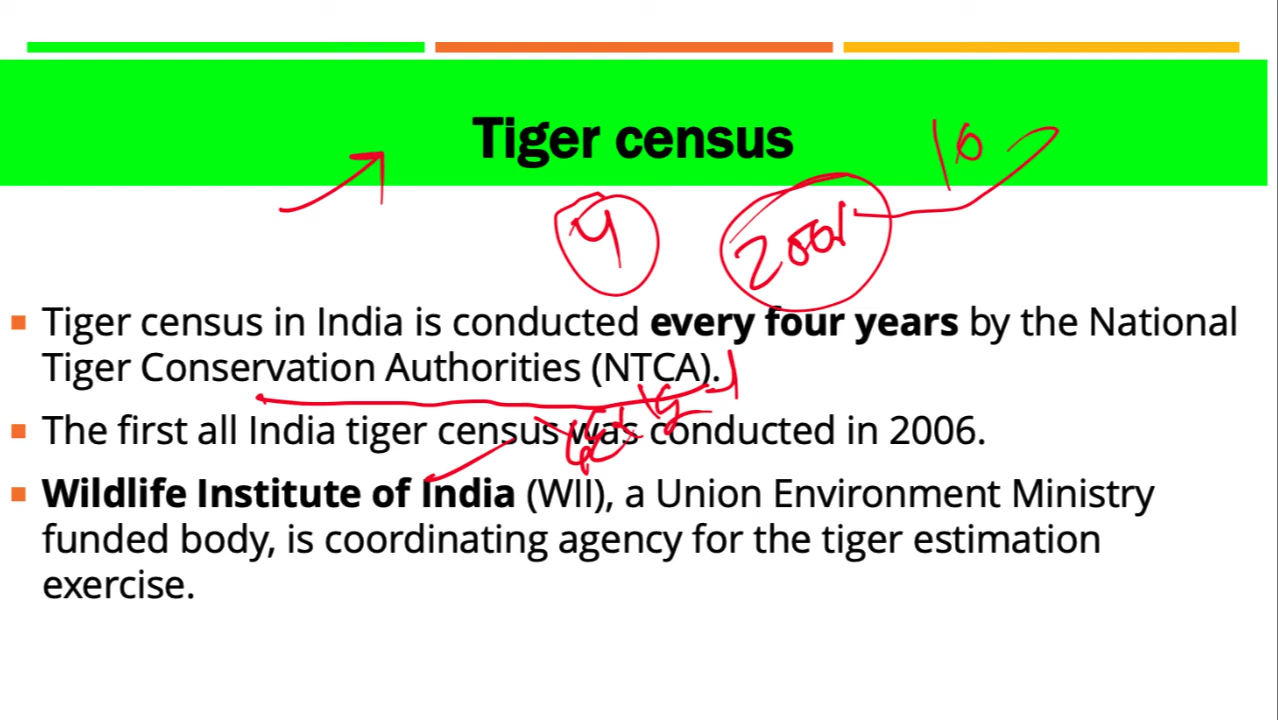 Tiger census
10
4
Tiger census in India is conducted every four years by the National
Tiger Conservation Authorities (NTCA).
The first all India tiger census was conducted in 2006.
Wildlife Institute of India (WII), a Union Environment Ministry
funded body, is coordinating agency for the tiger estimation
exercise.